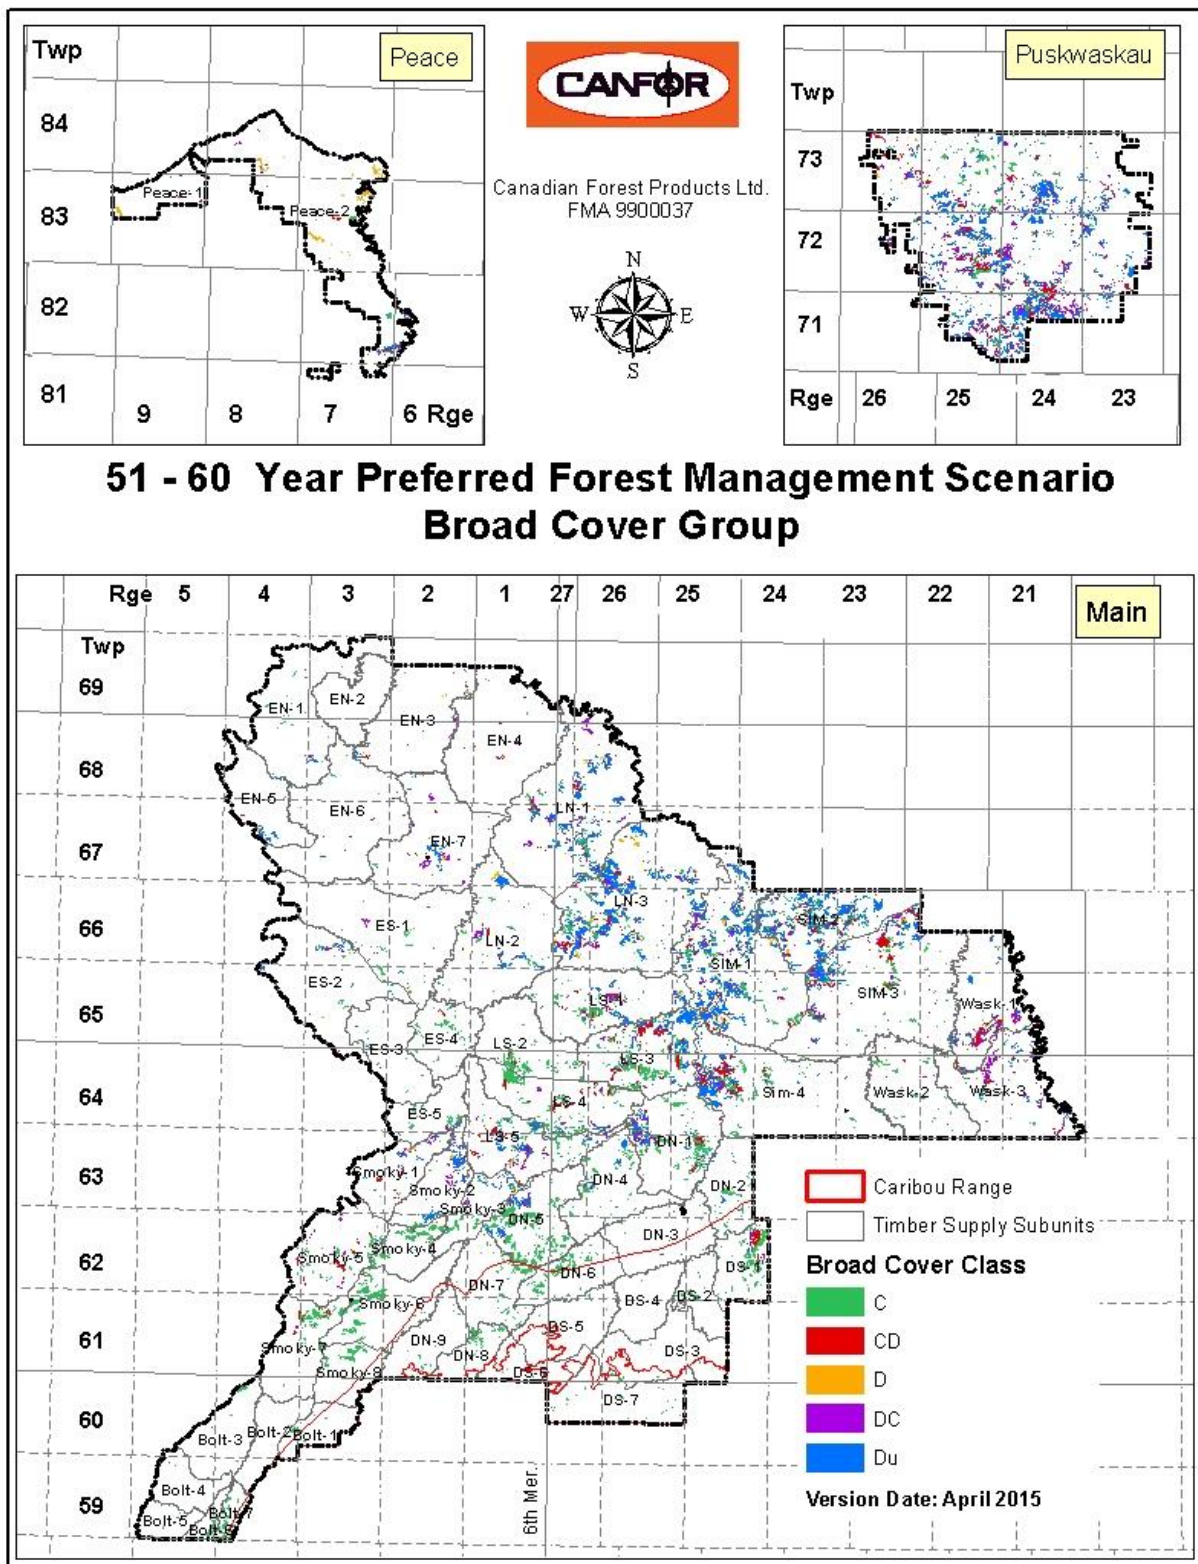 Twp
Peace
84
83
82
81
9
8
7
6 Rge
Peace-1
Peace-2
CANFOR
Canadian Forest Products Ltd.
FMA 9900037
N
W
E
S
Puskwaskau
Twp
73
72
71
Rge
26
25
24
23
51 - 60 Year Preferred Forest Management Scenario
Broad Cover Group
Rge 5 4 3 2 1 27 26 25 24 23 22 21
Main
Twp
69
68
67
66
65
64
63
62
61
60
59
EN-1
EN-2
EN-3
EN-4
EN-5
EN-6
EN-7
LN-1
LN-3
LN-2
ES-1
ES-2
ES-3
ES-4
ES-5
SIM-2
SIM-1
SIM-3
Sim-4
Wask-1
Wask-2
Wask-3
LS-1
LS-2
LS-3
LS-4
LS-5
DN-1
DN-2
DN-4
DN-5
DN-3
DN-6
DN-7
DN-9
DN-8
DS-1
DS-2
DS-4
DS-5
DS-3
DS-6
DS-7
Smoky-1
Smoky-2
Smoky-3
Smoky-4
Smoky-5
Smoky-6
Smoky-7
Smoky-8
Bolt-1
Bolt-2
Bolt-3
Bolt-4
Bolt-5
Bolt-7
6th Mer.
Caribou Range
Timber Supply Subunits
Broad Cover Class
C
CD
D
DC
Du
Version Date: April 2015